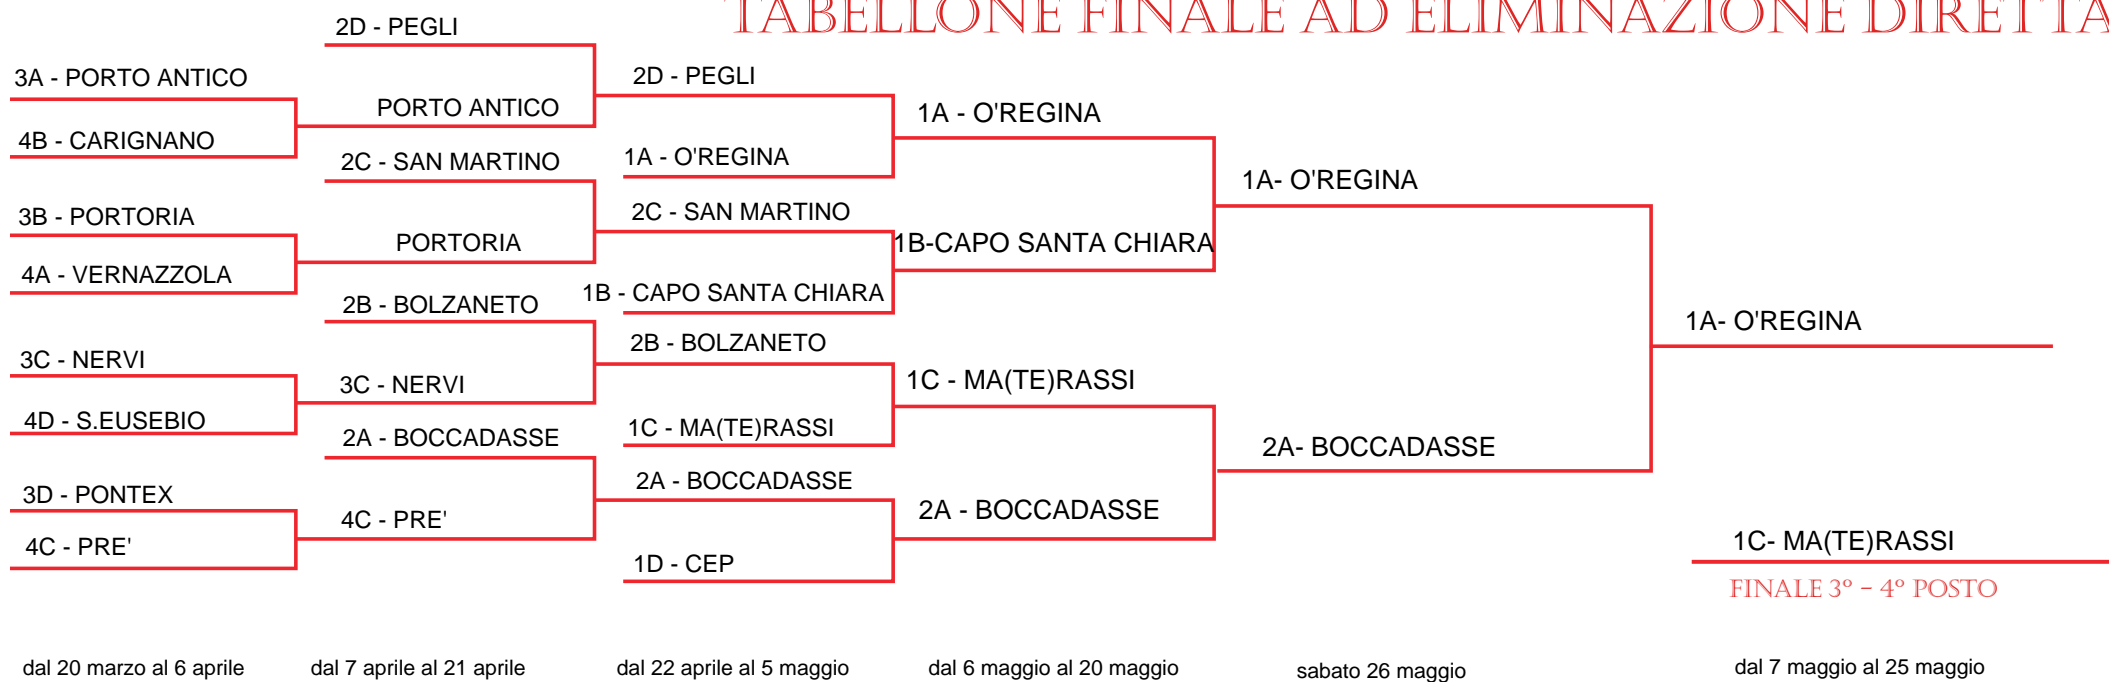 TABELLONE FINALE AD ELIMINAZIONE DIRETTA
2D - PEGLI
3A - PORTO ANTICO
PORTO ANTICO
4B - CARIGNANO
2C - SAN MARTINO
3B - PORTORIA
PORTORIA
4A - VERNAZZOLA
2B - BOLZANETO
3C - NERVI
3C - NERVI
4D - S.EUSEBIO
2A - BOCCADASSE
3D - PONTEX
4C - PRE'
4C - PRE'
2D - PEGLI
1A - O'REGINA
2C - SAN MARTINO
1B - CAPO SANTA CHIARA
2B - BOLZANETO
1C - MA(TE)RASSI
2A - BOCCADASSE
1D - CEP
1A - O'REGINA
1B-CAPO SANTA CHIARA
1C - MA(TE)RASSI
2A - BOCCADASSE
1A- O'REGINA
2A- BOCCADASSE
1A- O'REGINA
1C- MA(TE)RASSI
FINALE 3° - 4° POSTO
dal 20 marzo al 6 aprile
dal 7 aprile al 21 aprile
dal 22 aprile al 5 maggio
dal 6 maggio al 20 maggio
sabato 26 maggio
dal 7 maggio al 25 maggio